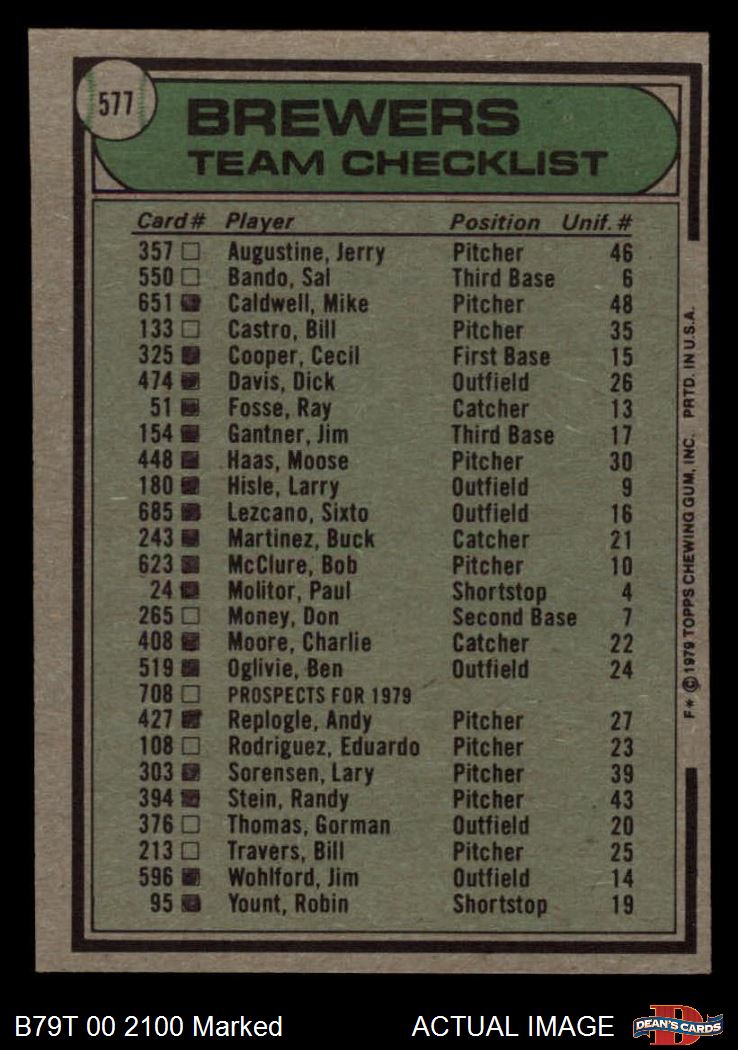 577
BREWERS
TEAM CHECKLIST
Card # Player Position Unif. #
357 □ Augustine, Jerry Pitcher 46
550 □ Bando, Sal Third Base 6
651 ■ Caldwell, Mike Pitcher 48
133 □ Castro, Bill Pitcher 35
325 ■ Cooper, Cecil First Base 15
474 ■ Davis, Dick Outfield 26
51 ■ Fosse, Ray Catcher 13
154 ■ Gantner, Jim Third Base 17
448 ■ Haas, Moose Pitcher 30
180 ■ Hisle, Larry Outfield 9
685 ■ Lezcano, Sixto Outfield 16
243 ■ Martinez, Buck Catcher 21
623 ■ McClure, Bob Pitcher 10
24 ■ Molitor, Paul Shortstop 4
265 □ Money, Don Second Base 7
408 ■ Moore, Charlie Catcher 22
519 ■ Oglivie, Ben Outfield 24
708 □ PROSPECTS FOR 1979
427 ■ Replogle, Andy Pitcher 27
108 □ Rodriguez, Eduardo Pitcher 23
303 ■ Sorensen, Lary Pitcher 39
394 ■ Stein, Randy Pitcher 43
376 □ Thomas, Gorman Outfield 20
213 □ Travers, Bill Pitcher 25
596 ■ Wohlford, Jim Outfield 14
95 ■ Yount, Robin Shortstop 19
F* © 1979 TOPPS CHEWING GUM, INC. PRTD. IN U.S.A.
B79T 00 2100 Marked ACTUAL IMAGE
D
DEAN'S CARDS